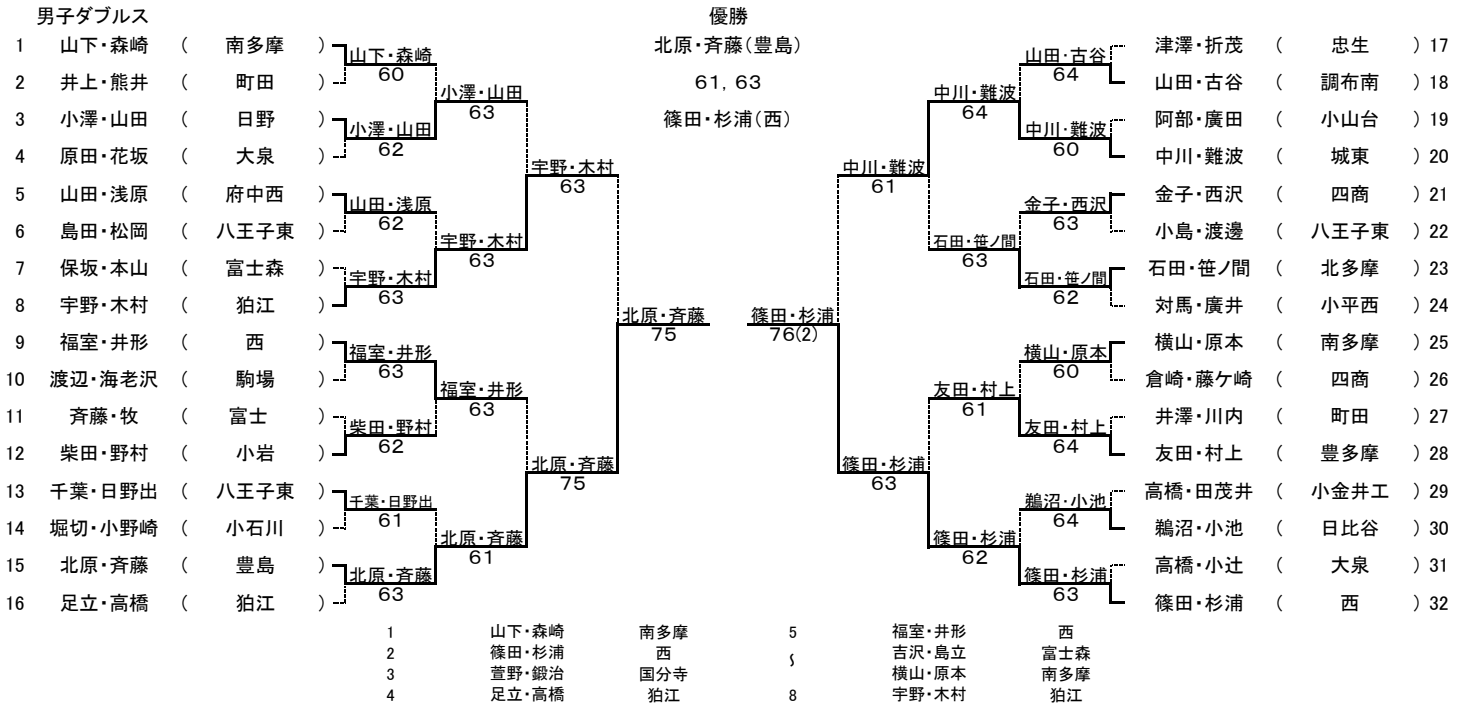 男子ダブルス
優勝
北原・斉藤(豊島)
61, 63
篠田・杉浦(西)
1 山下・森崎 ( 南多摩 )
2 井上・熊井 ( 町田 )
3 小澤・山田 ( 日野 )
4 原田・花坂 ( 大泉 )
5 山田・浅原 ( 府中西 )
6 島田・松岡 ( 八王子東 )
7 保坂・本山 ( 富士森 )
8 宇野・木村 ( 狛江 )
9 福室・井形 ( 西 )
10 渡辺・海老沢 ( 駒場 )
11 斉藤・牧 ( 富士 )
12 柴田・野村 ( 小岩 )
13 千葉・日野出 ( 八王子東 )
14 堀切・小野崎 ( 小石川 )
15 北原・斉藤 ( 豊島 )
16 足立・高橋 ( 狛江 )
山下・森崎
60
小澤・山田
62
山田・浅原
62
宇野・木村
63
福室・井形
63
柴田・野村
62
千葉・日野出
61
北原・斉藤
63
小澤・山田
63
宇野・木村
63
福室・井形
63
北原・斉藤
61
宇野・木村
63
北原・斉藤
75
北原・斉藤
75
篠田・杉浦
76(2)
中川・難波
61
篠田・杉浦
63
中川・難波
64
石田・笹ノ間
63
友田・村上
61
篠田・杉浦
62
山田・古谷
64
中川・難波
60
金子・西沢
63
石田・笹ノ間
62
横山・原本
60
友田・村上
64
鵜沼・小池
64
篠田・杉浦
63
津澤・折茂 ( 忠生 ) 17
山田・古谷 ( 調布南 ) 18
阿部・廣田 ( 小山台 ) 19
中川・難波 ( 城東 ) 20
金子・西沢 ( 四商 ) 21
小島・渡邊 ( 八王子東 ) 22
石田・笹ノ間 ( 北多摩 ) 23
対馬・廣井 ( 小平西 ) 24
横山・原本 ( 南多摩 ) 25
倉崎・藤ケ崎 ( 四商 ) 26
井澤・川内 ( 町田 ) 27
友田・村上 ( 豊多摩 ) 28
高橋・田茂井 ( 小金井工 ) 29
鵜沼・小池 ( 日比谷 ) 30
高橋・小辻 ( 大泉 ) 31
篠田・杉浦 ( 西 ) 32
1 山下・森崎 南多摩 5 福室・井形 西
2 篠田・杉浦 西 〜 吉沢・島立 富士森
3 萱野・鍛治 国分寺 横山・原本 南多摩
4 足立・高橋 狛江 8 宇野・木村 狛江